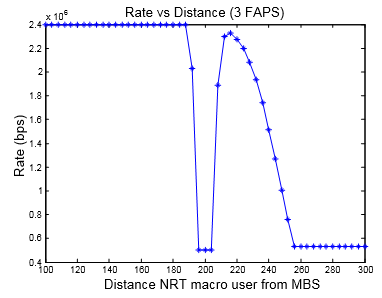 Rate vs Distance (3 FAPS)
x 10^6
2.4
2.2
2
1.8
1.6
1.4
1.2
1
0.8
0.6
0.4
Rate (bps)
100 120 140 160 180 200 220 240 260 280 300
Distance NRT macro user from MBS